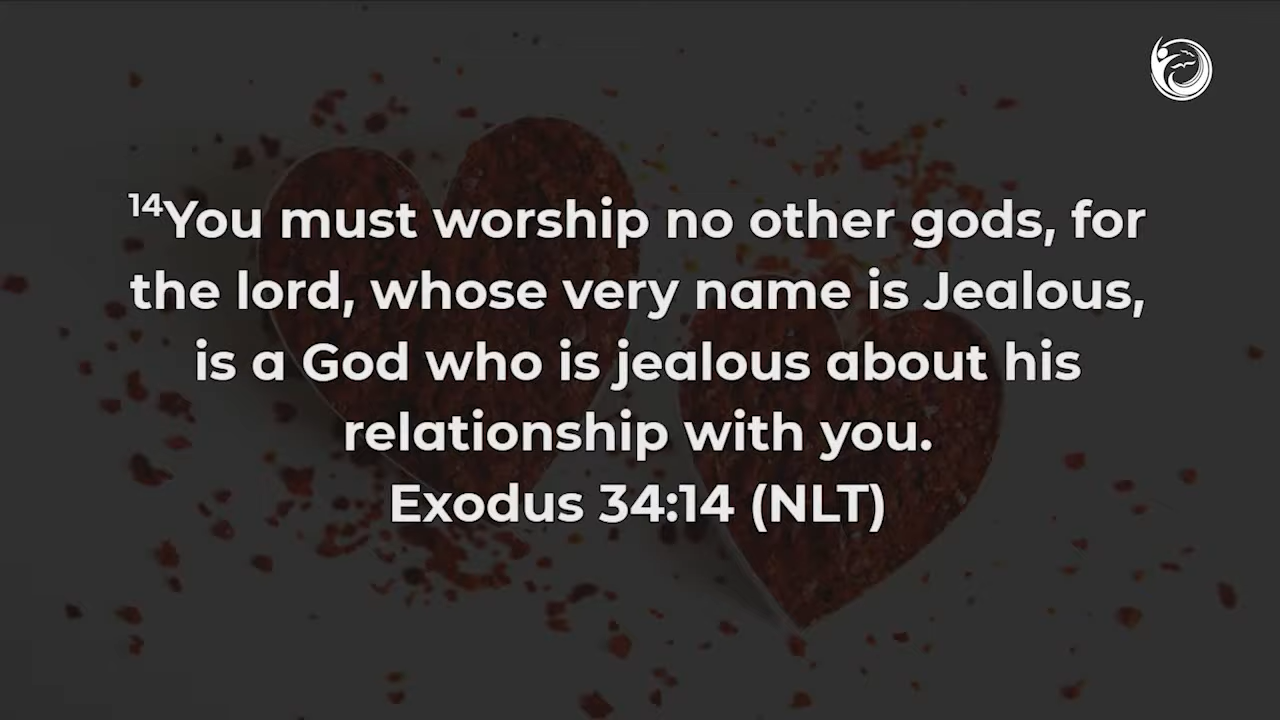 ¹⁴You must worship no other gods, for
the lord, whose very name is Jealous,
is a God who is jealous about his
relationship with you.
Exodus 34:14 (NLT)